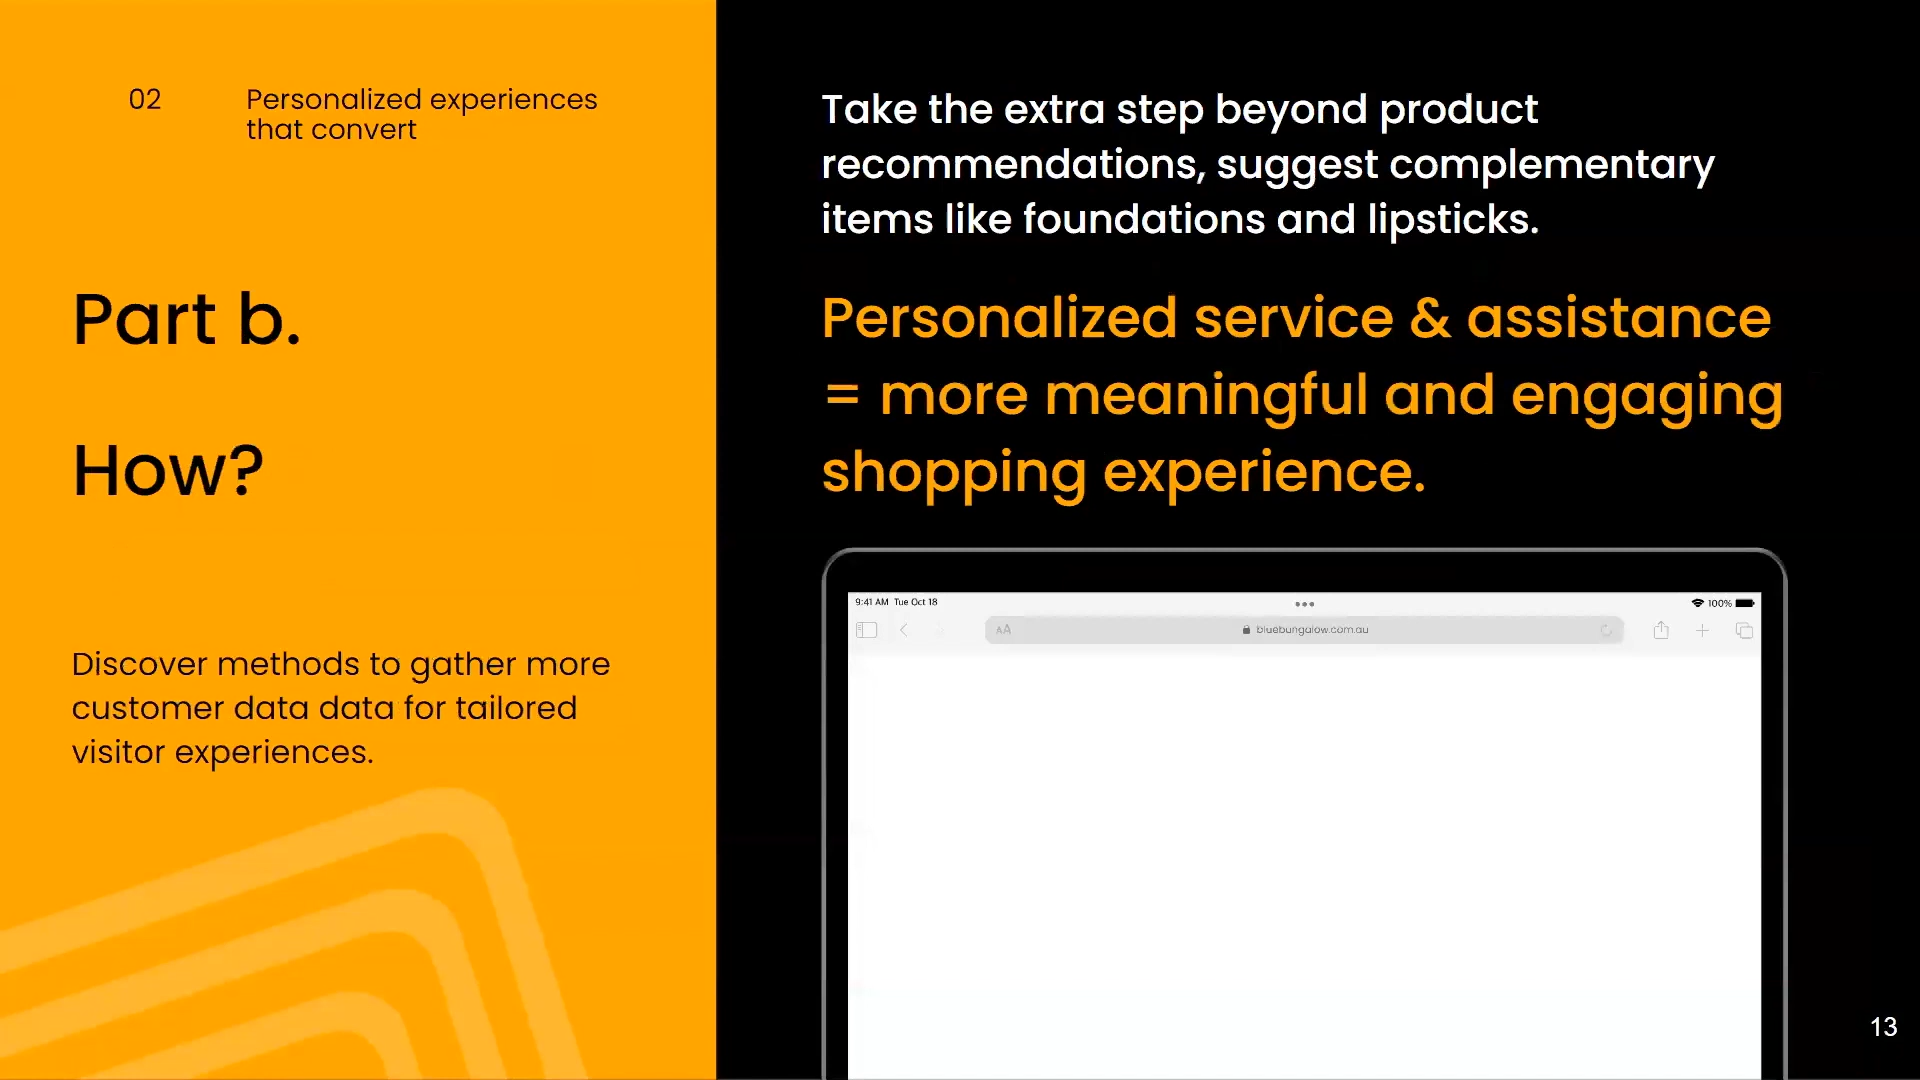 02
Personalized experiences
that convert
Part b.
How?
Discover methods to gather more
customer data data for tailored
visitor experiences.
Take the extra step beyond product
recommendations, suggest complementary
items like foundations and lipsticks.
Personalized service & assistance
= more meaningful and engaging
shopping experience.
9:41 AM Tue Oct 18
100%
AA
bluebungalow.com.au
13